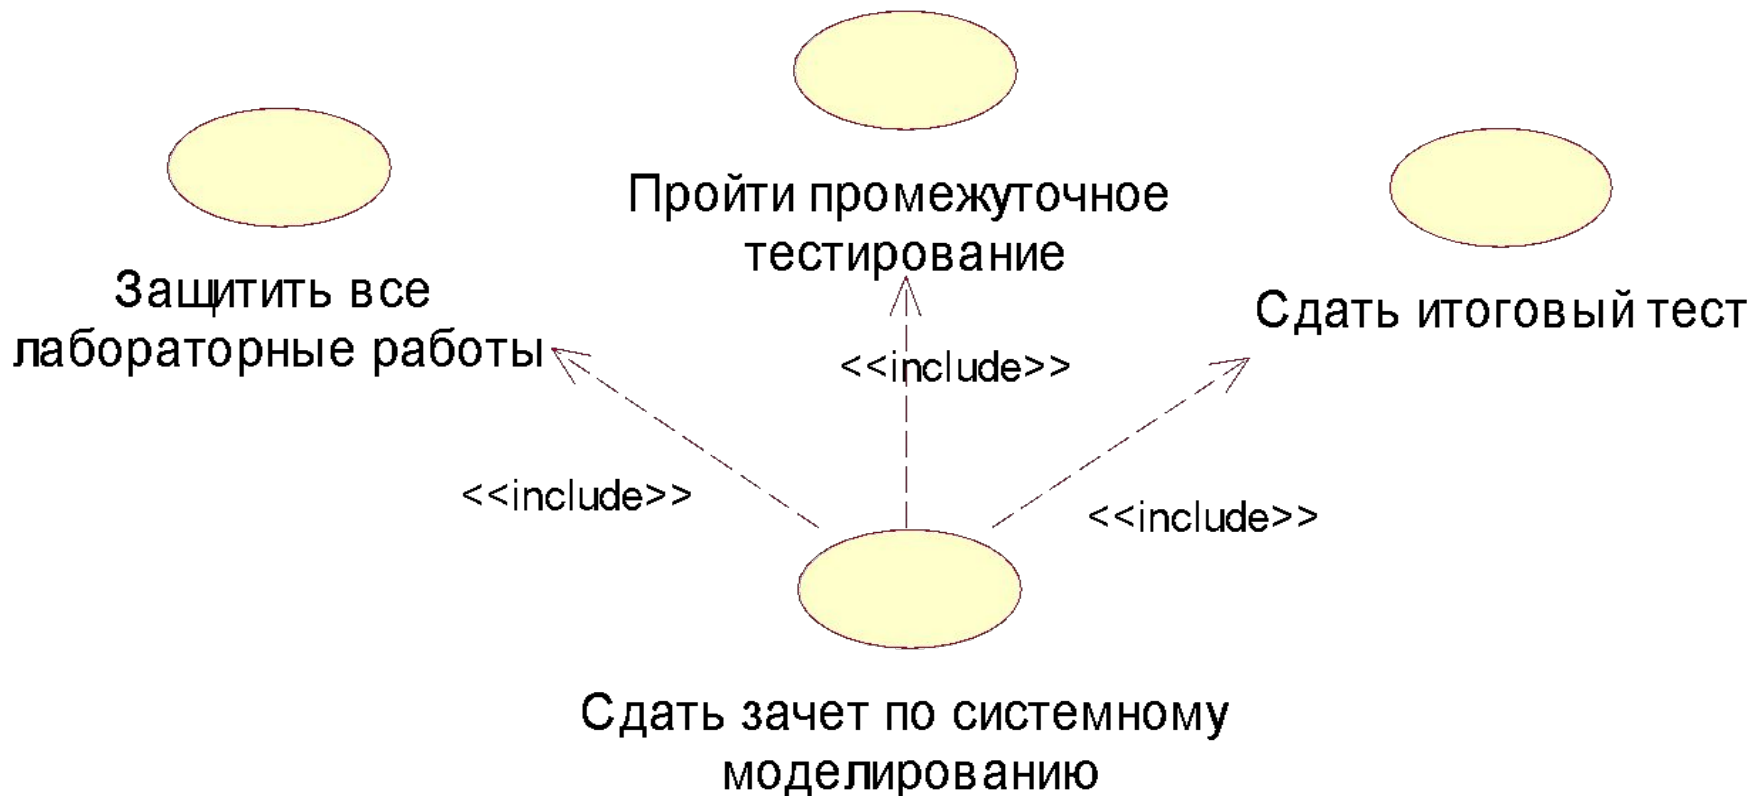 Пройти промежуточное
тестирование
Защитить все
лабораторные работы
Сдать итоговый тест
<<include>>
<<include>>
<<include>>
Сдать зачет по системному
моделированию